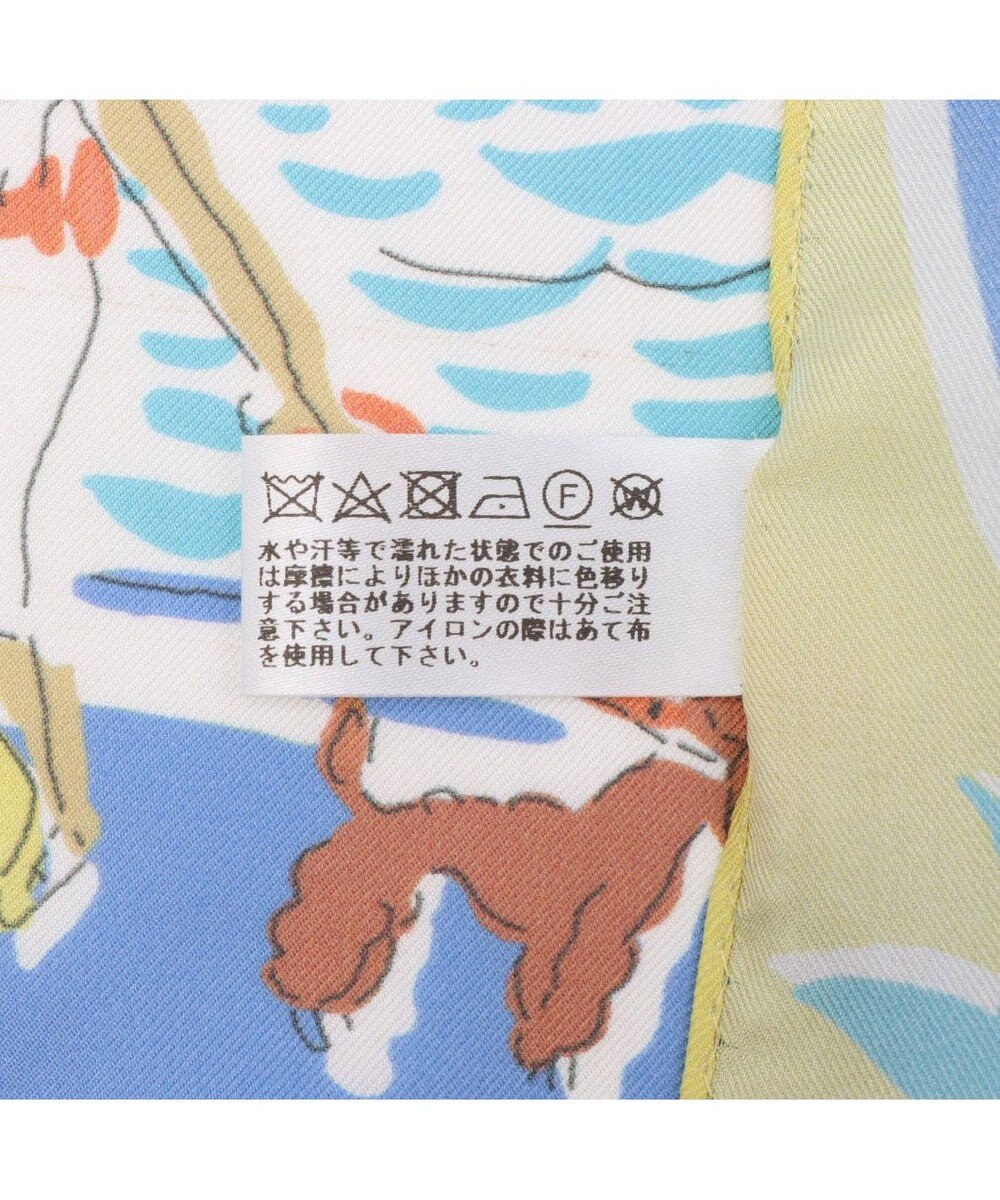 F W
水や汗等で濡れた状態でのご使用
は摩擦によりほかの衣料に色移り
する場合がありますので十分ご注
意下さい。アイロンの際はあて布
を使用して下さい。